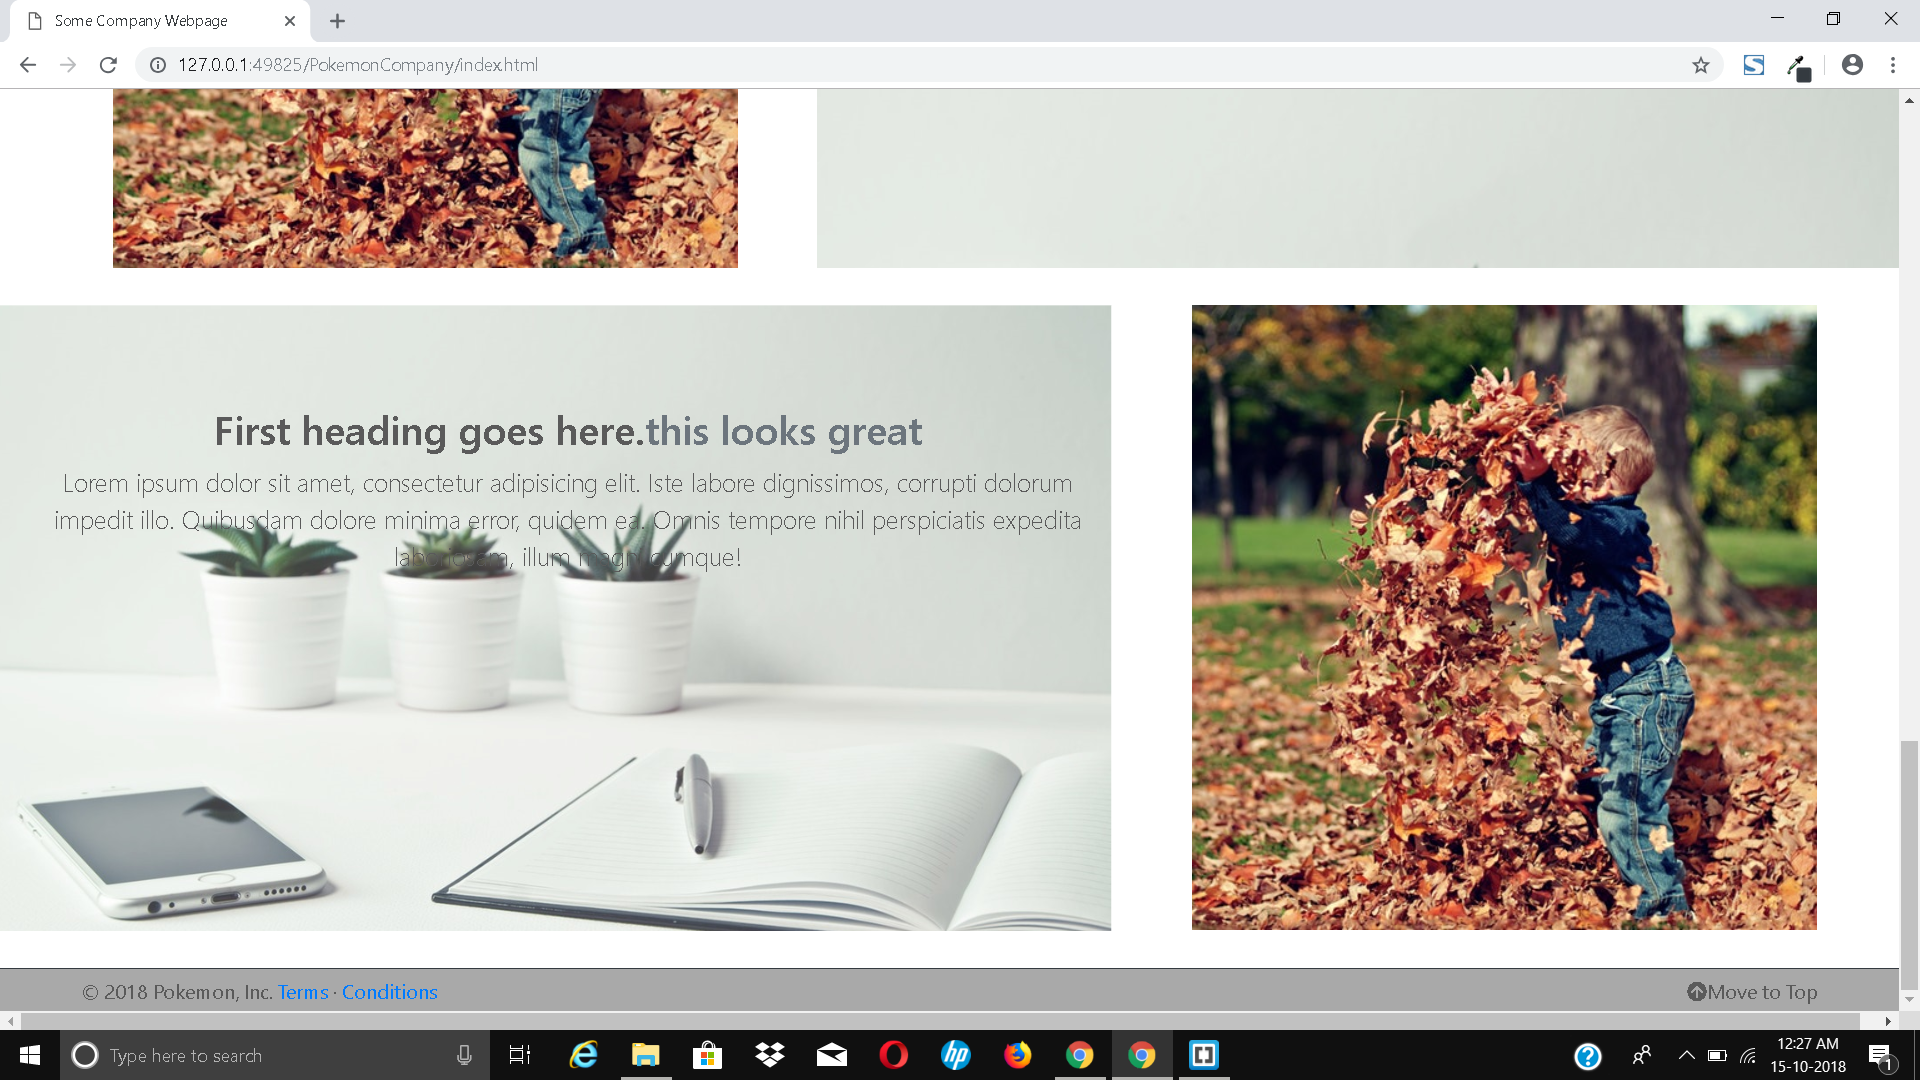 Some Company Webpage
127.0.0.1:49825/PokemonCompany/index.html
First heading goes here.this looks great
Lorem ipsum dolor sit amet, consectetur adipisicing elit. Iste labore dignissimos, corrupti dolorum
impedit illo. Quibusdam dolore minima error, quidem ea. Omnis tempore nihil perspiciatis expedita
illum cumque!
© 2018 Pokemon, Inc. Terms · Conditions
Move to Top
Type here to search
12:27 AM
15-10-2018
1